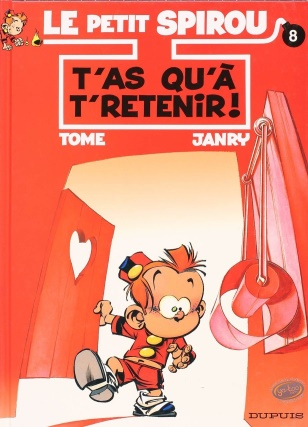 LE PETIT SPIROU
8
T'AS QU'À
T'RETENIR!
TOME JANRY
DUPUIS